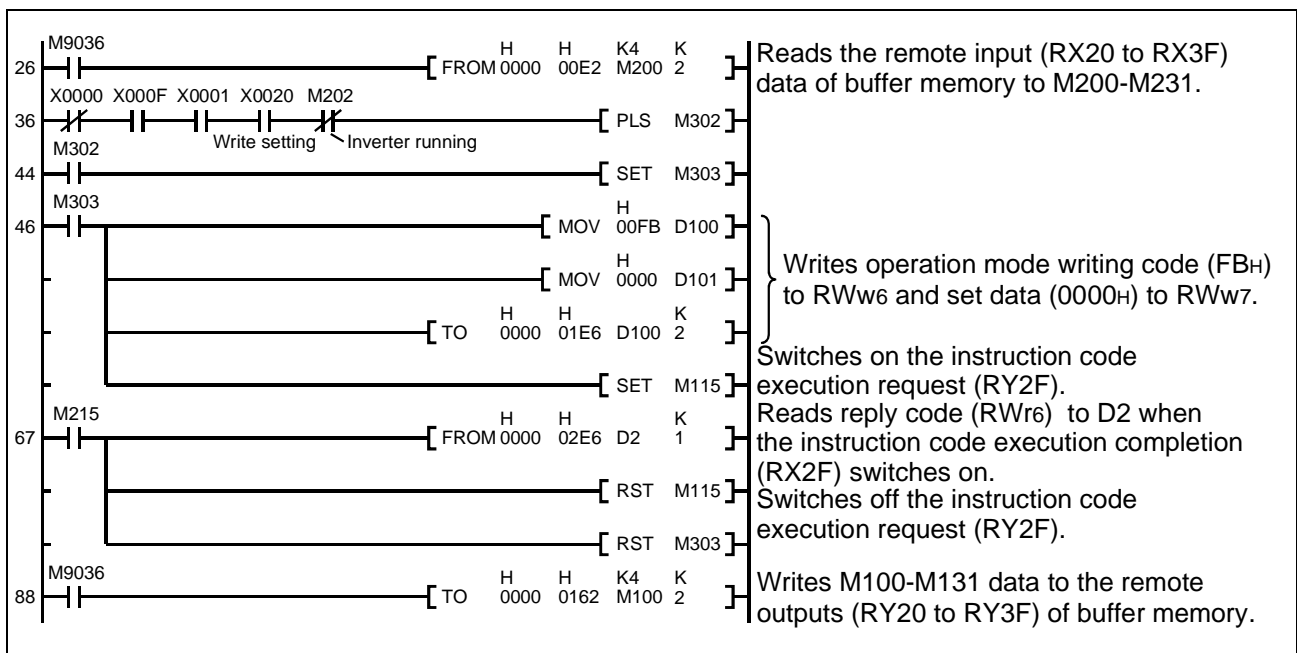 M9036
H H K4 K
26 FROM 0000 00E2 M200 2
Reads the remote input (RX20 to RX3F)
data of buffer memory to M200-M231.
X0000 X000F X0001 X0020 M202
36 PLS M302
Write setting Inverter running
M302
44 SET M303
M303
H
46 MOV 00FB D100
H
MOV 0000 D101
Writes operation mode writing code (FBH)
to RWw6 and set data (0000H) to RWw7.
H H K
TO 0000 01E6 D100 2
Switches on the instruction code
SET M115
execution request (RY2F).
M215
H H K
67 FROM 0000 02E6 D2 1
Reads reply code (RWr6) to D2 when
the instruction code execution completion
(RX2F) switches on.
RST M115
Switches off the instruction code
execution request (RY2F).
RST M303
M9036
H H K4 K
88 TO 0000 0162 M100 2
Writes M100-M131 data to the remote
outputs (RY20 to RY3F) of buffer memory.